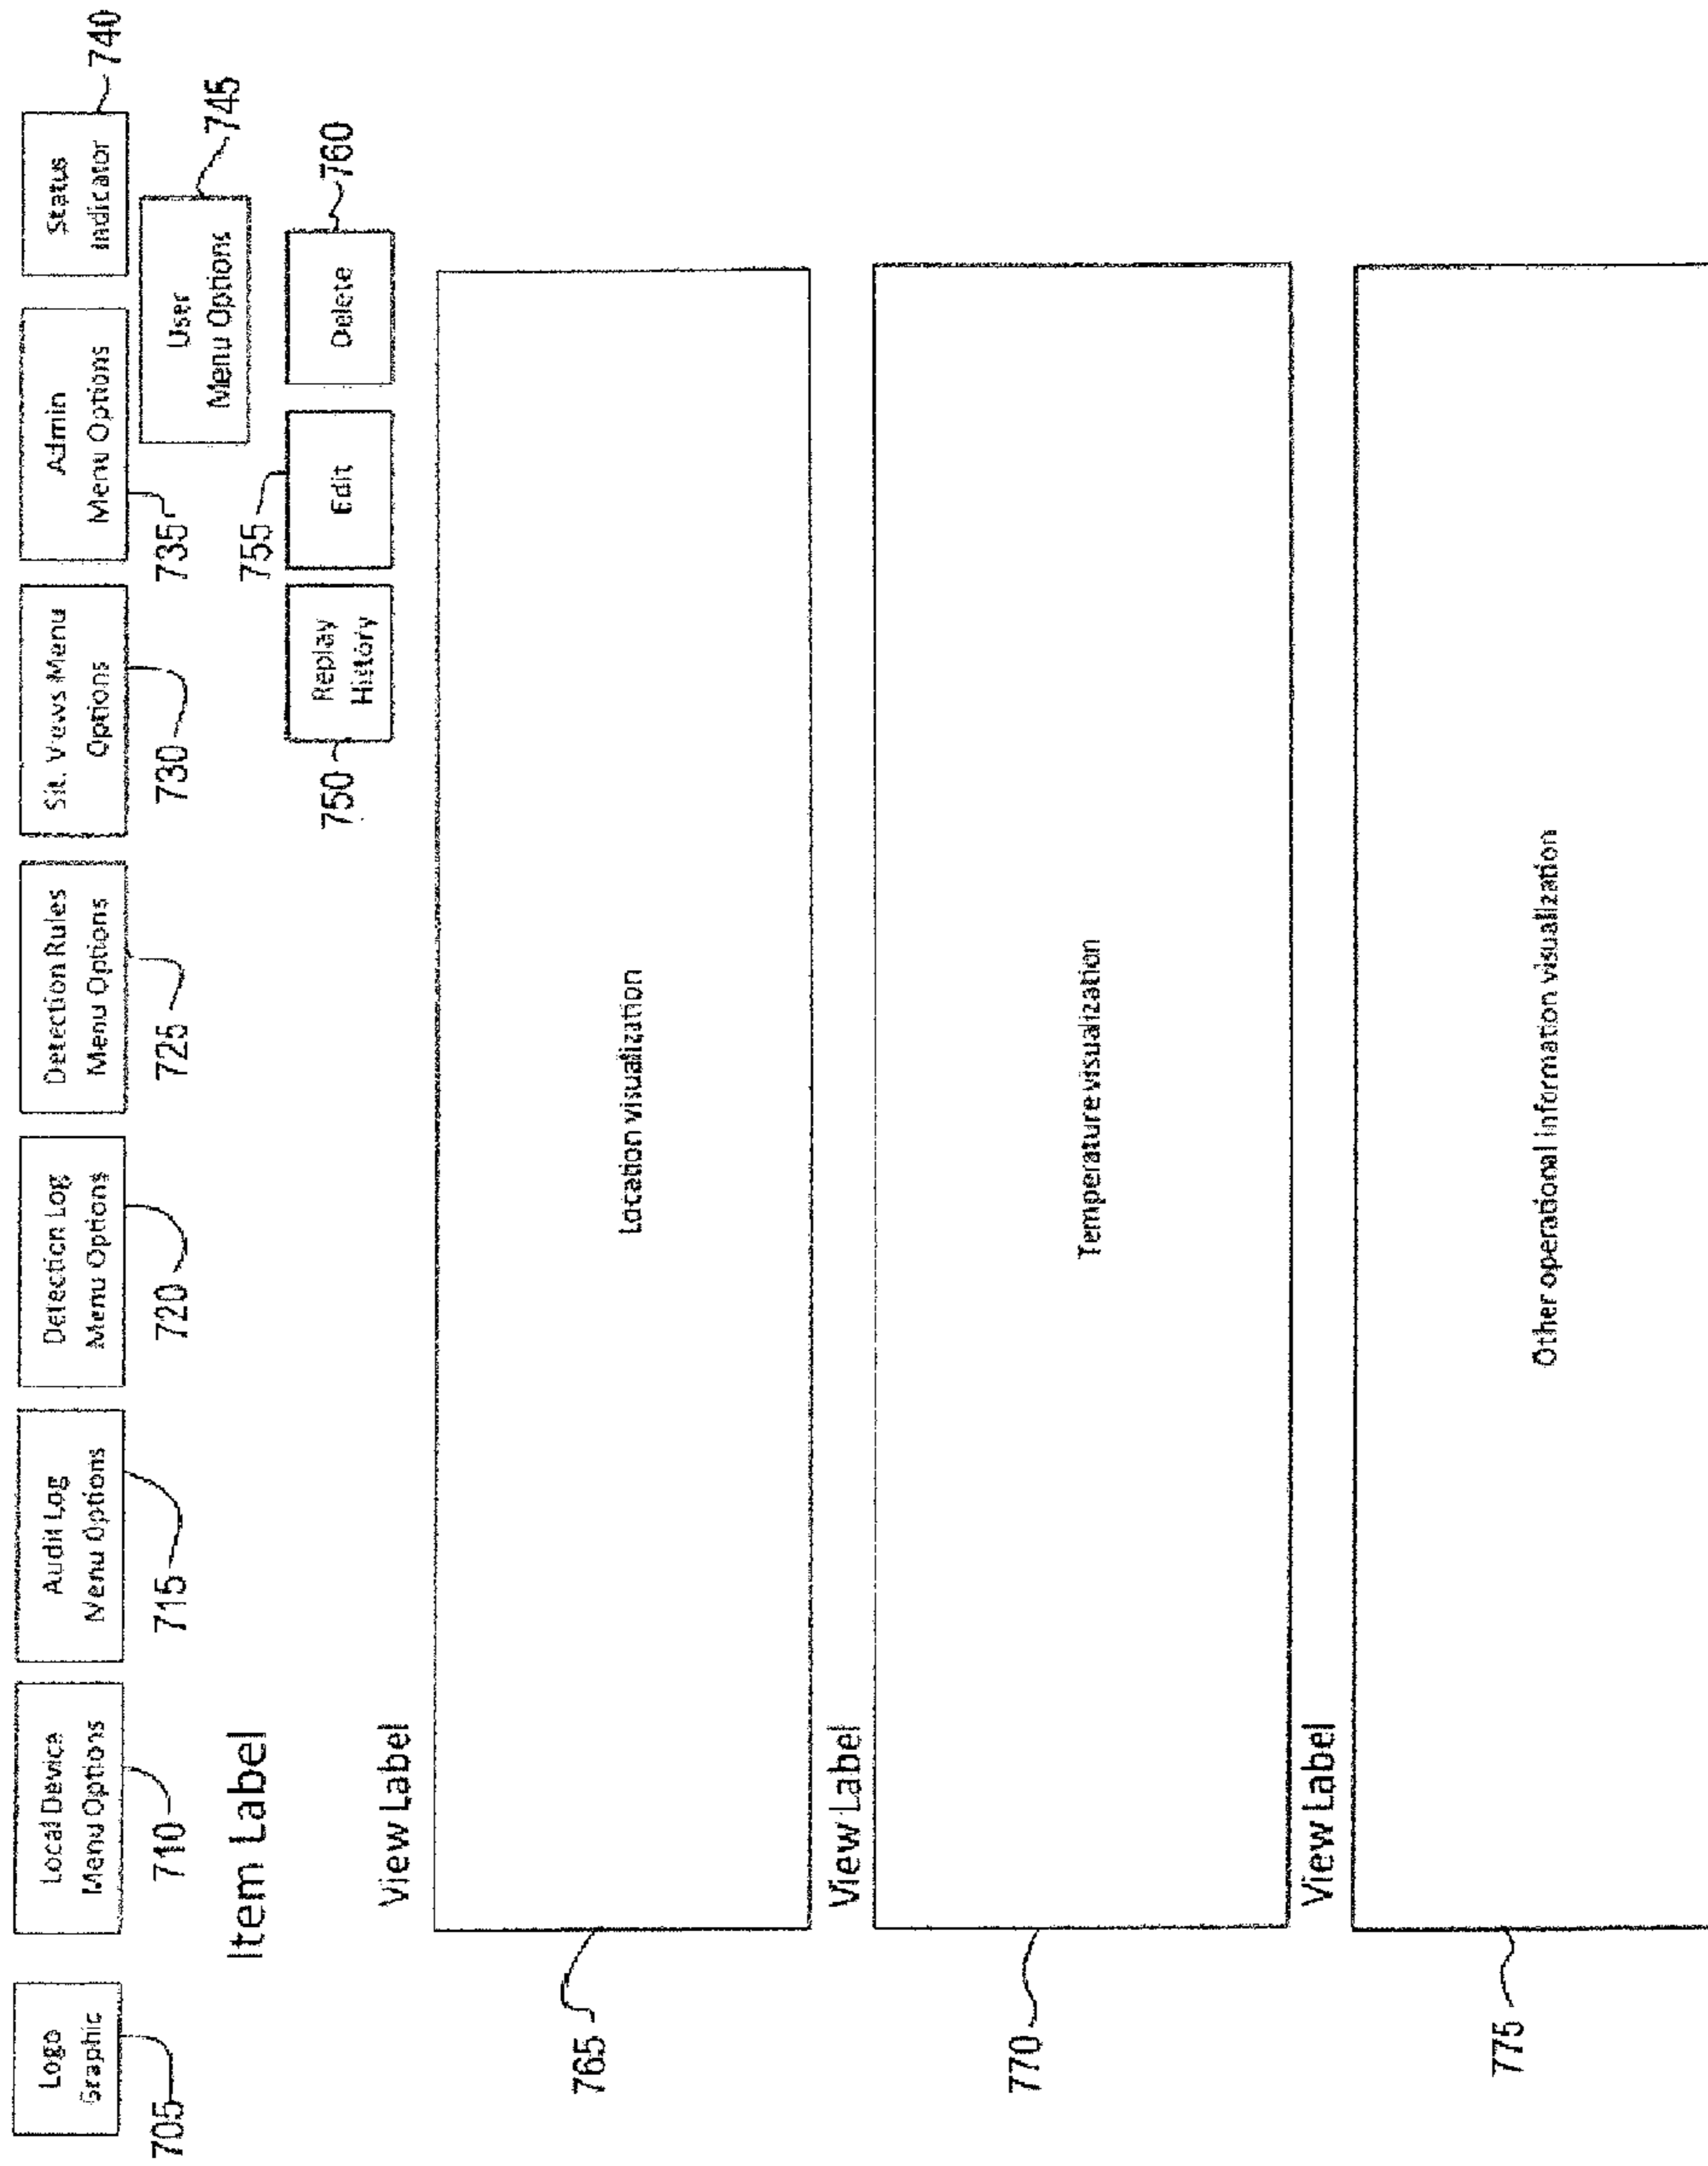 Logo
Graphic
705
Local Device
Menu Options
710
Audit Log
Menu Options
715
Detection Log
Menu Options
720
Detection Rules
Menu Options
725
Sit. Views Menu
Options
730
Admin
Menu Options
735
Status
Indicator
740
User
Menu Options
745
Item Label
Replay
History
750
Edit
755
Delete
760
View Label
Location visualization
765
View Label
Temperature visualization
770
View Label
Other operational information visualization
775